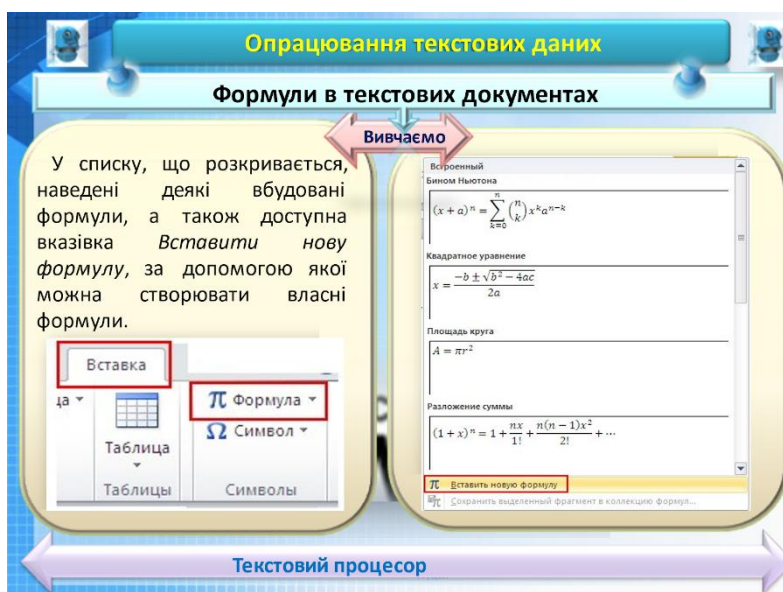 Опрацювання текстових даних
Формули в текстових документах
Вивчаємо
У списку, що розкривається,
наведені деякі вбудовані
формули, а також доступна
вказівка Вставити нову
формулу, за допомогою якої
можна створювати власні
формули.
Вставка
ца
Таблица
Таблицы
π Формула
Ω Символ
Символы
Встроенный
Бином Ньютона
(x + a)^n = ∑_{k=0}^{n} (n k) x^k a^{n−k}
Квадратное уравнение
x = (−b ± √(b² − 4ac)) / 2a
Площадь круга
A = πr²
Разложение суммы
(1 + x)^n = 1 + nx/1! + n(n − 1)x²/2! + ⋯
π Вставить новую формулу
Сохранить выделенный фрагмент в коллекцию формул...
Текстовий процесор